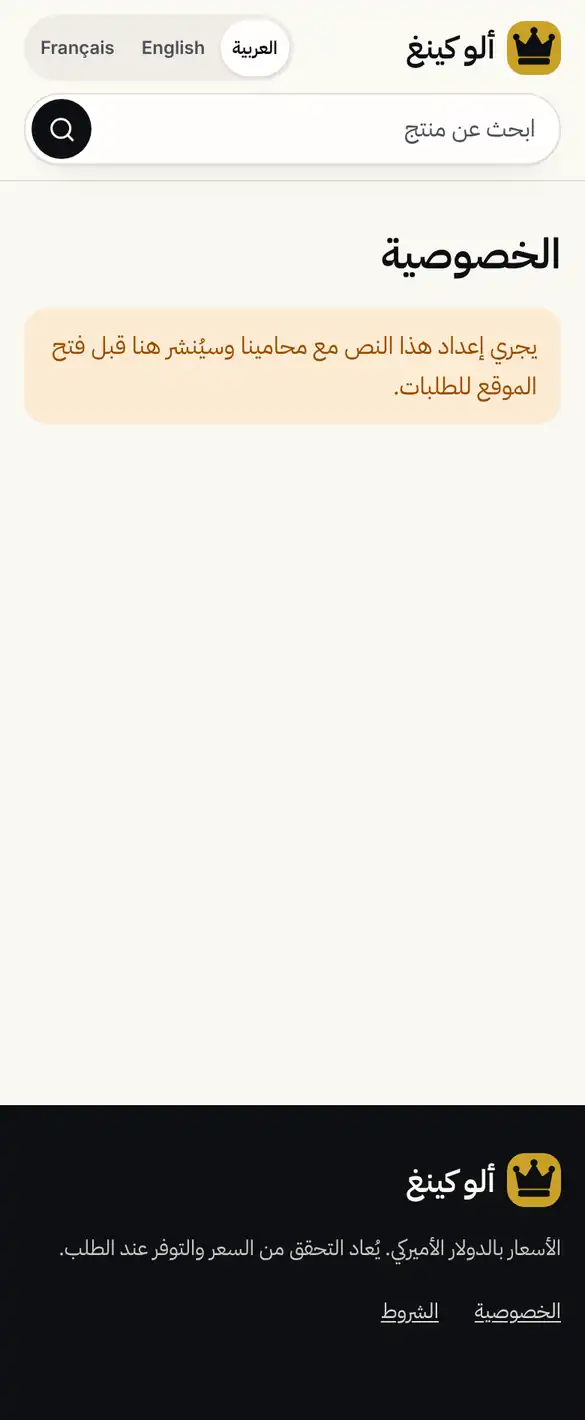 ألو كينغ
العربية
English
Français
ابحث عن منتج
الخصوصية
يجري إعداد هذا النص مع محامينا وسيُنشر هنا قبل فتح
الموقع للطلبات.
ألو كينغ
الأسعار بالدولار الأميركي. يُعاد التحقق من السعر والتوفر عند الطلب.
الخصوصية
الشروط